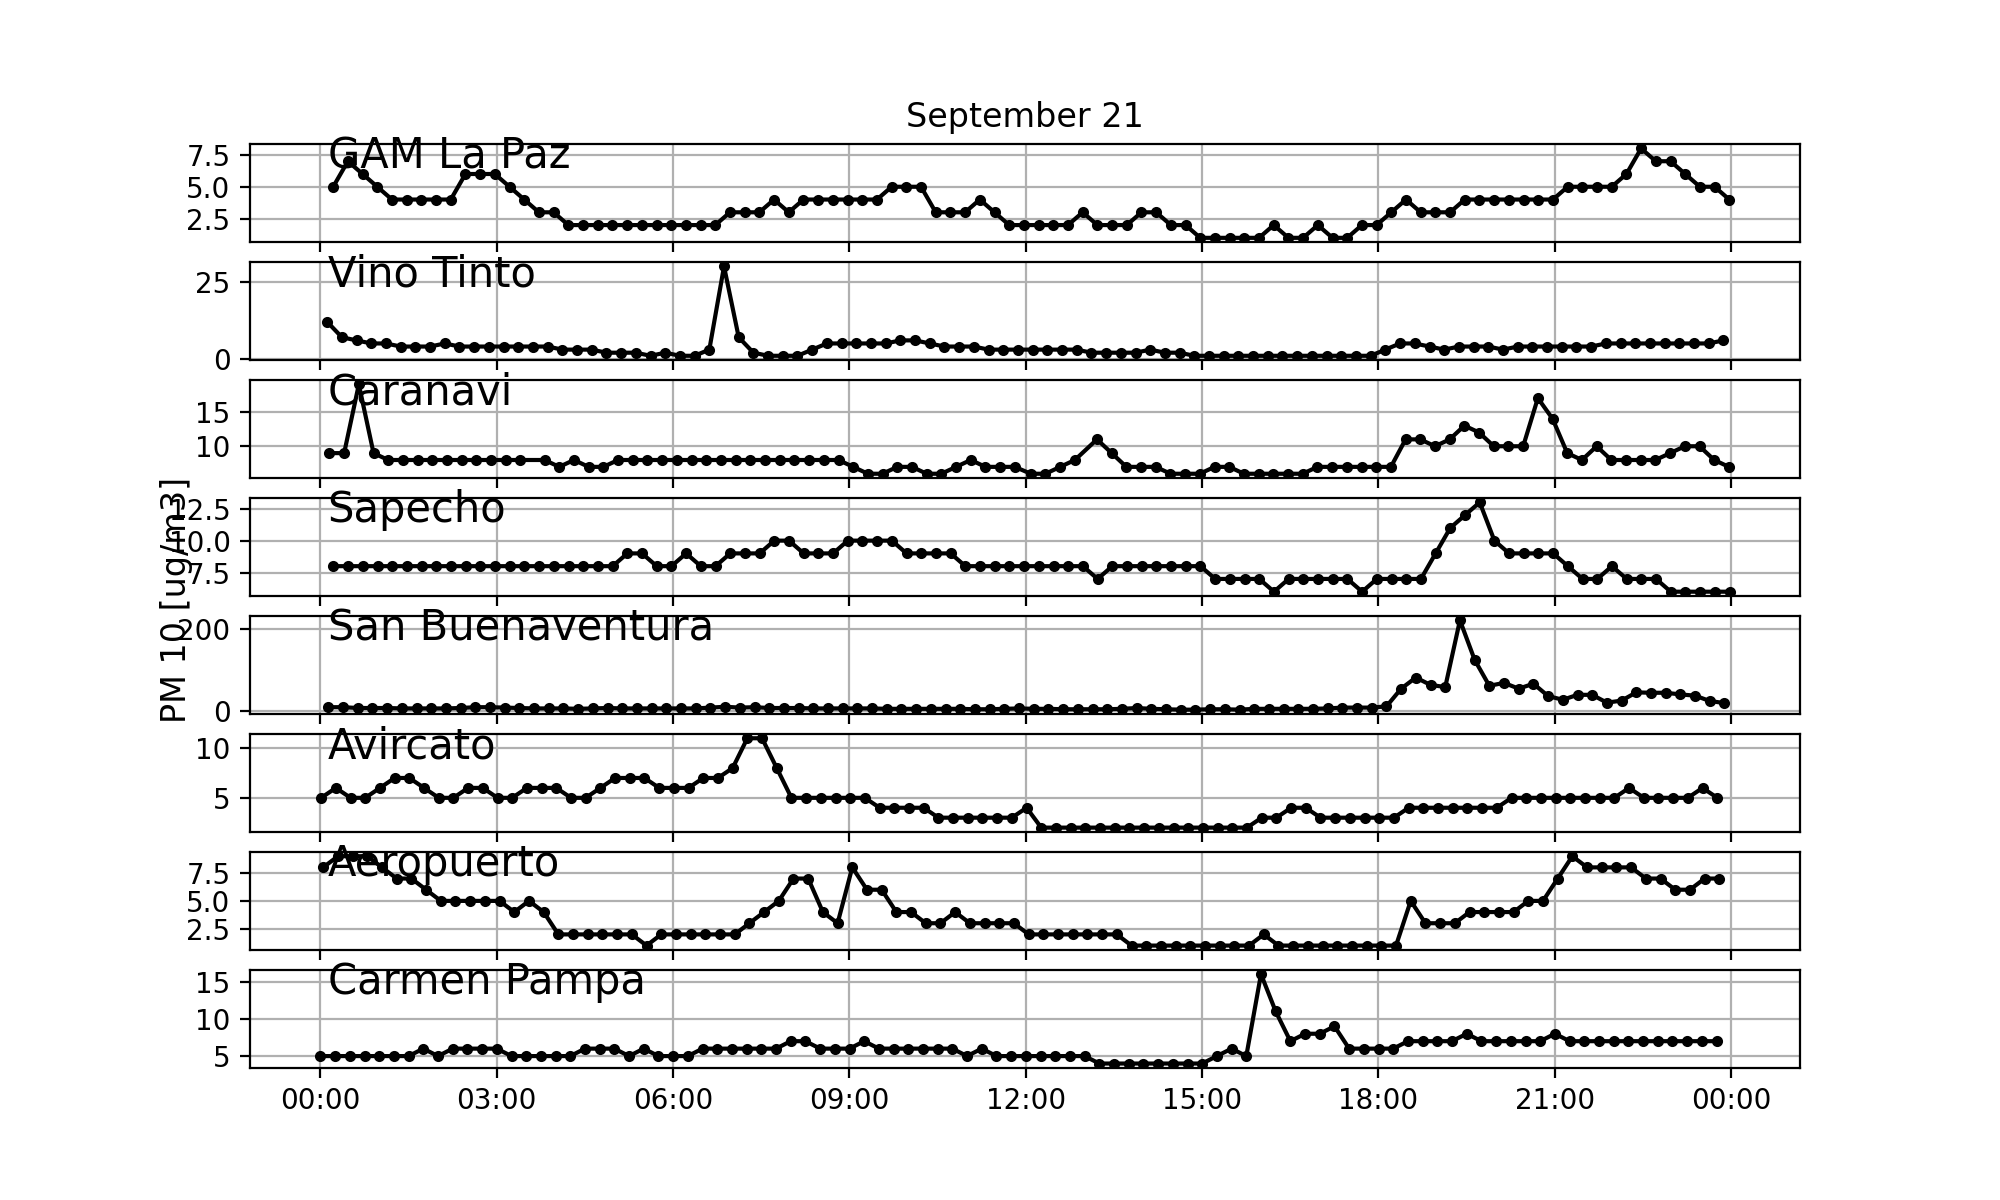 September 21
GAM La Paz
7.5
5.0
2.5
Vino Tinto
25
0
Caranavi
15
10
Sapecho
12.5
10.0
7.5
PM 10 [ug/m3]
San Buenaventura
200
0
Avircato
10
5
Aeropuerto
7.5
5.0
2.5
Carmen Pampa
15
10
5
00:00 03:00 06:00 09:00 12:00 15:00 18:00 21:00 00:00